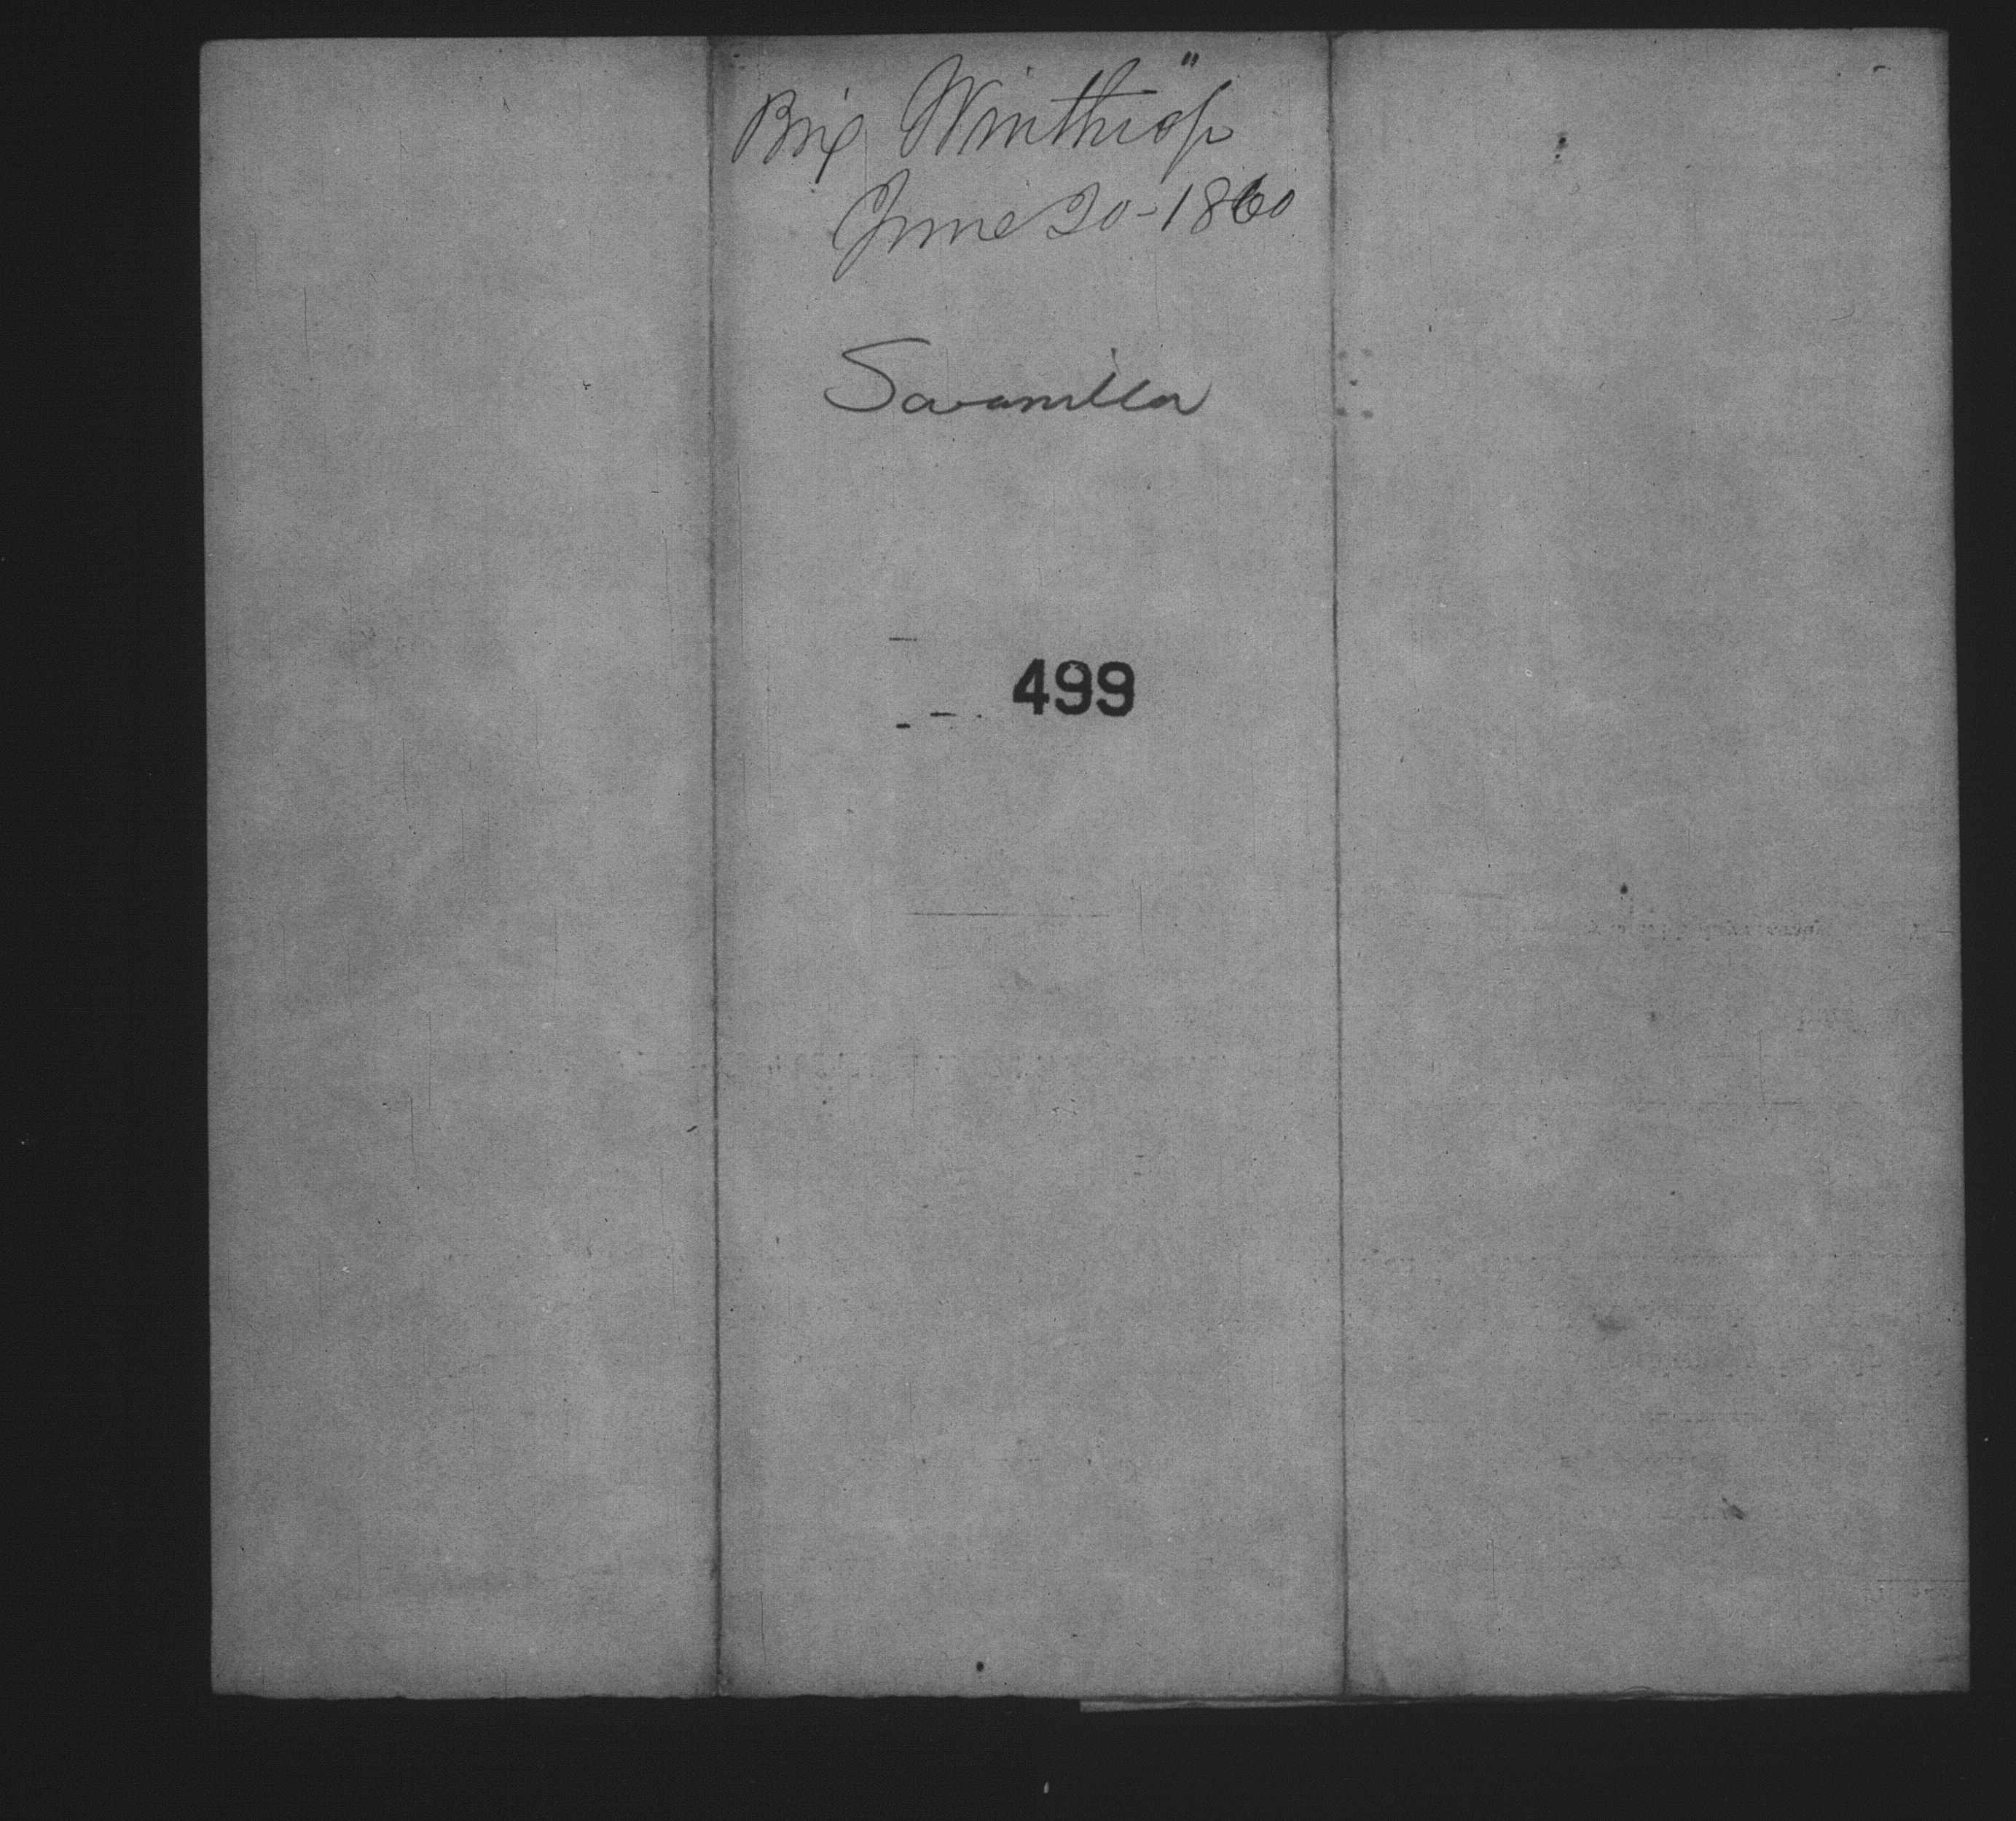 Brig Winthrop"
June 20-1860
Savanilla
499